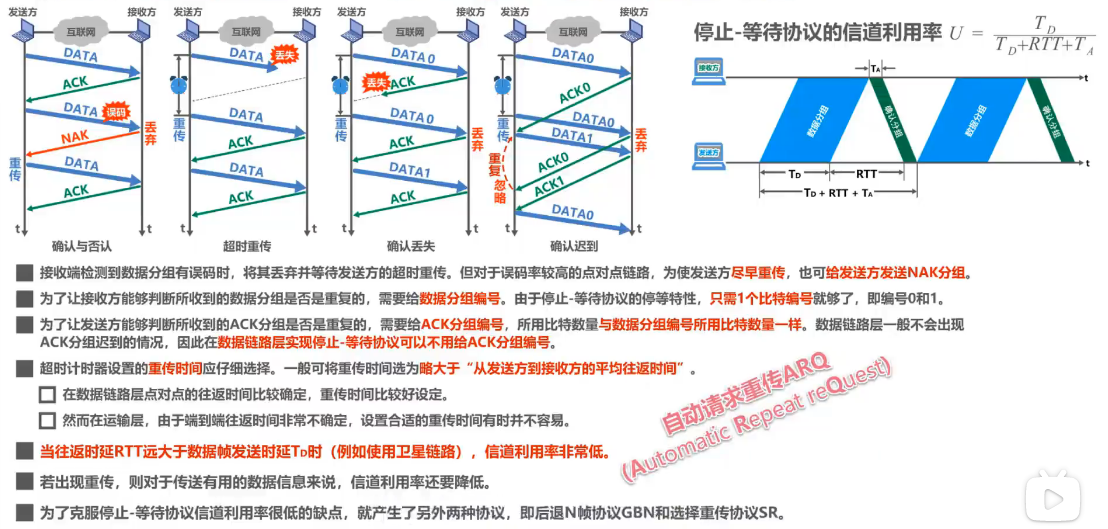 发送方 接收方
互联网
DATA
ACK
DATA
误码
NAK
丢弃
重传
DATA
ACK
t t
确认与否认
发送方 接收方
互联网
DATA
丢失
重传
DATA
ACK
DATA
ACK
t t
超时重传
发送方 接收方
互联网
DATA0
丢失
ACK
重传
DATA0
丢弃
ACK
DATA1
ACK
t t
确认丢失
发送方 接收方
互联网
DATA0
ACK0
重传
DATA0
DATA1
丢弃
ACK0
重复
忽略
ACK1
DATA0
t t
确认迟到
停止-等待协议的信道利用率 U = T_D / (T_D+RTT+T_A)
接收方
TA
t
数据分组
确认分组
数据分组
确认分组
发送方
t
TD
RTT
TD + RTT + TA
接收端检测到数据分组有误码时，将其丢弃并等待发送方的超时重传。但对于误码率较高的点对点链路，为使发送方尽早重传，也可给发送方发送NAK分组。
为了让接收方能够判断所收到的数据分组是否是重复的，需要给数据分组编号。由于停止-等待协议的停等特性，只需1个比特编号就够了，即编号0和1。
为了让发送方能够判断所收到的ACK分组是否是重复的，需要给ACK分组编号，所用比特数量与数据分组编号所用比特数量一样。数据链路层一般不会出现
ACK分组迟到的情况，因此在数据链路层实现停止-等待协议可以不用给ACK分组编号。
超时计时器设置的重传时间应仔细选择。一般可将重传时间选为略大于“从发送方到接收方的平均往返时间”。
在数据链路层点对点的往返时间比较确定，重传时间比较好设定。
然而在运输层，由于端到端往返时间非常不确定，设置合适的重传时间有时并不容易。
自动请求重传ARQ
(Automatic Repeat reQuest)
当往返时延RTT远大于数据帧发送时延TD时（例如使用卫星链路），信道利用率非常低。
若出现重传，则对于传送有用的数据信息来说，信道利用率还要降低。
为了克服停止-等待协议信道利用率很低的缺点，就产生了另外两种协议，即后退N帧协议GBN和选择重传协议SR。